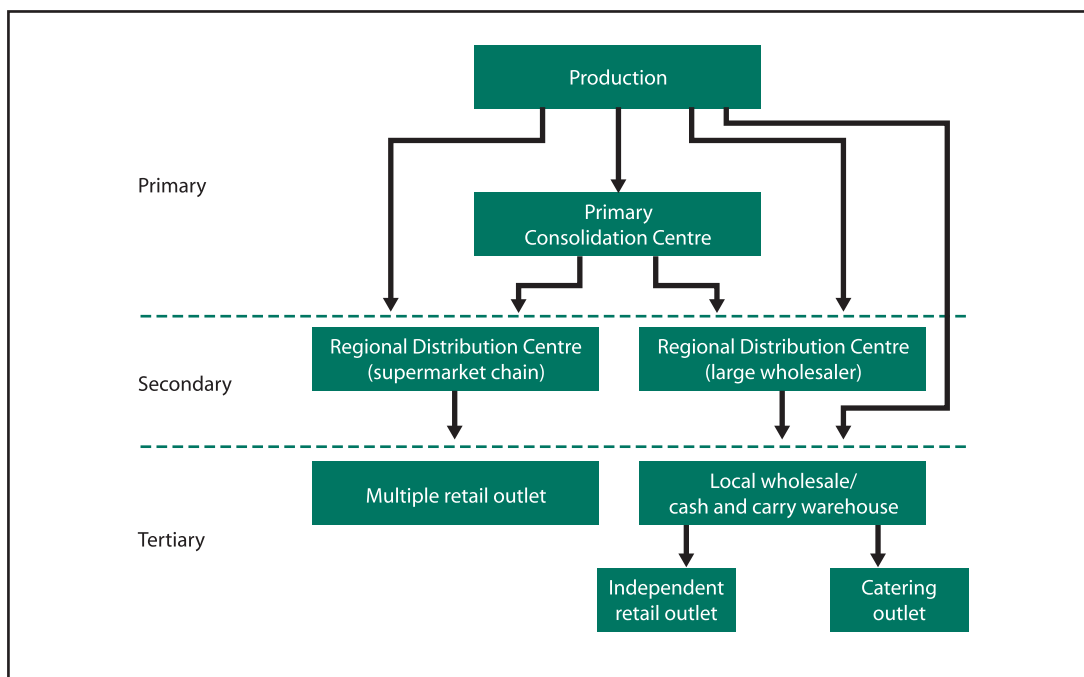 Production
Primary
Primary
Consolidation Centre
Regional Distribution Centre
(supermarket chain)
Regional Distribution Centre
(large wholesaler)
Secondary
Multiple retail outlet
Local wholesale/
cash and carry warehouse
Tertiary
Independent
retail outlet
Catering
outlet